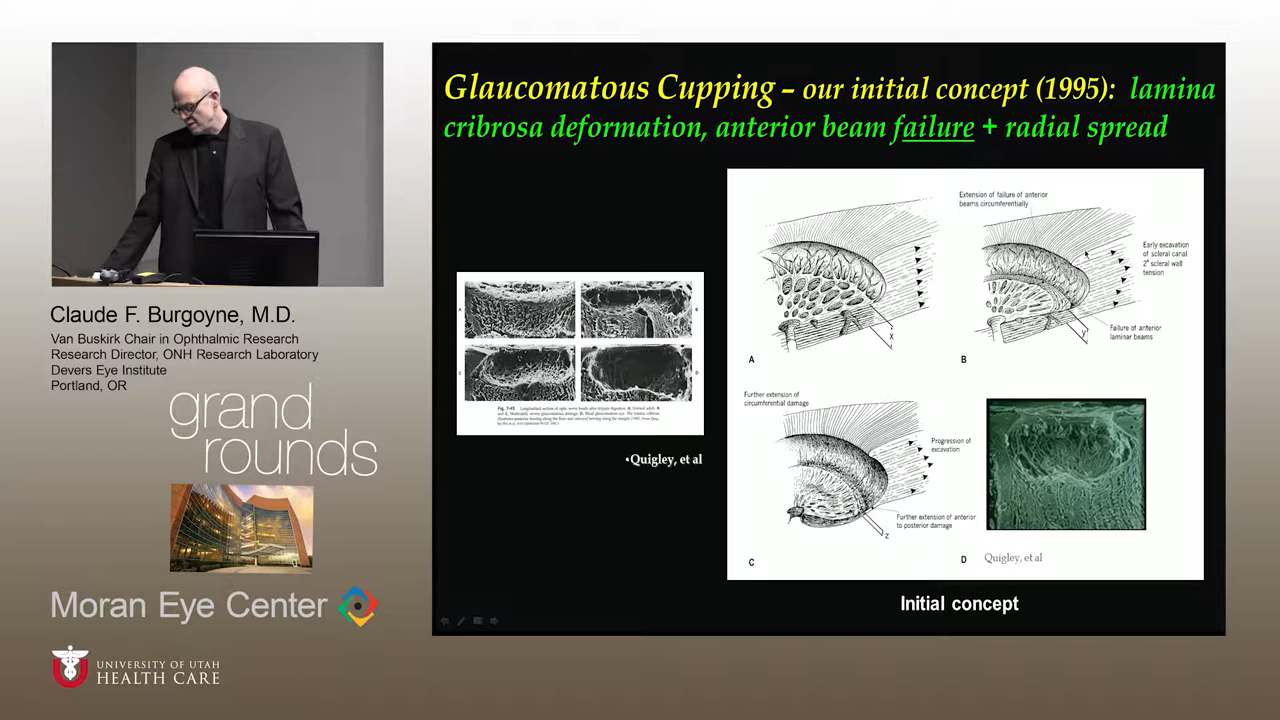 Glaucomatous Cupping – our initial concept (1995): lamina
cribrosa deformation, anterior beam failure + radial spread
Claude F. Burgoyne, M.D.
Van Buskirk Chair in Ophthalmic Research
Research Director, ONH Research Laboratory
Devers Eye Institute
Portland, OR
grand
rounds
Moran Eye Center
UNIVERSITY OF UTAH
HEALTH CARE
A
B
C
D
•Quigley, et al
Extension of failure of anterior
beams circumferentially
Early excavation
of scleral canal
2° scleral wall
tension
Failure of anterior
laminar beams
x
y
A
B
Further extension of
circumferential damage
Progression of
excavation
Further extension of anterior
to posterior damage
z
C
D
Quigley, et al
Initial concept